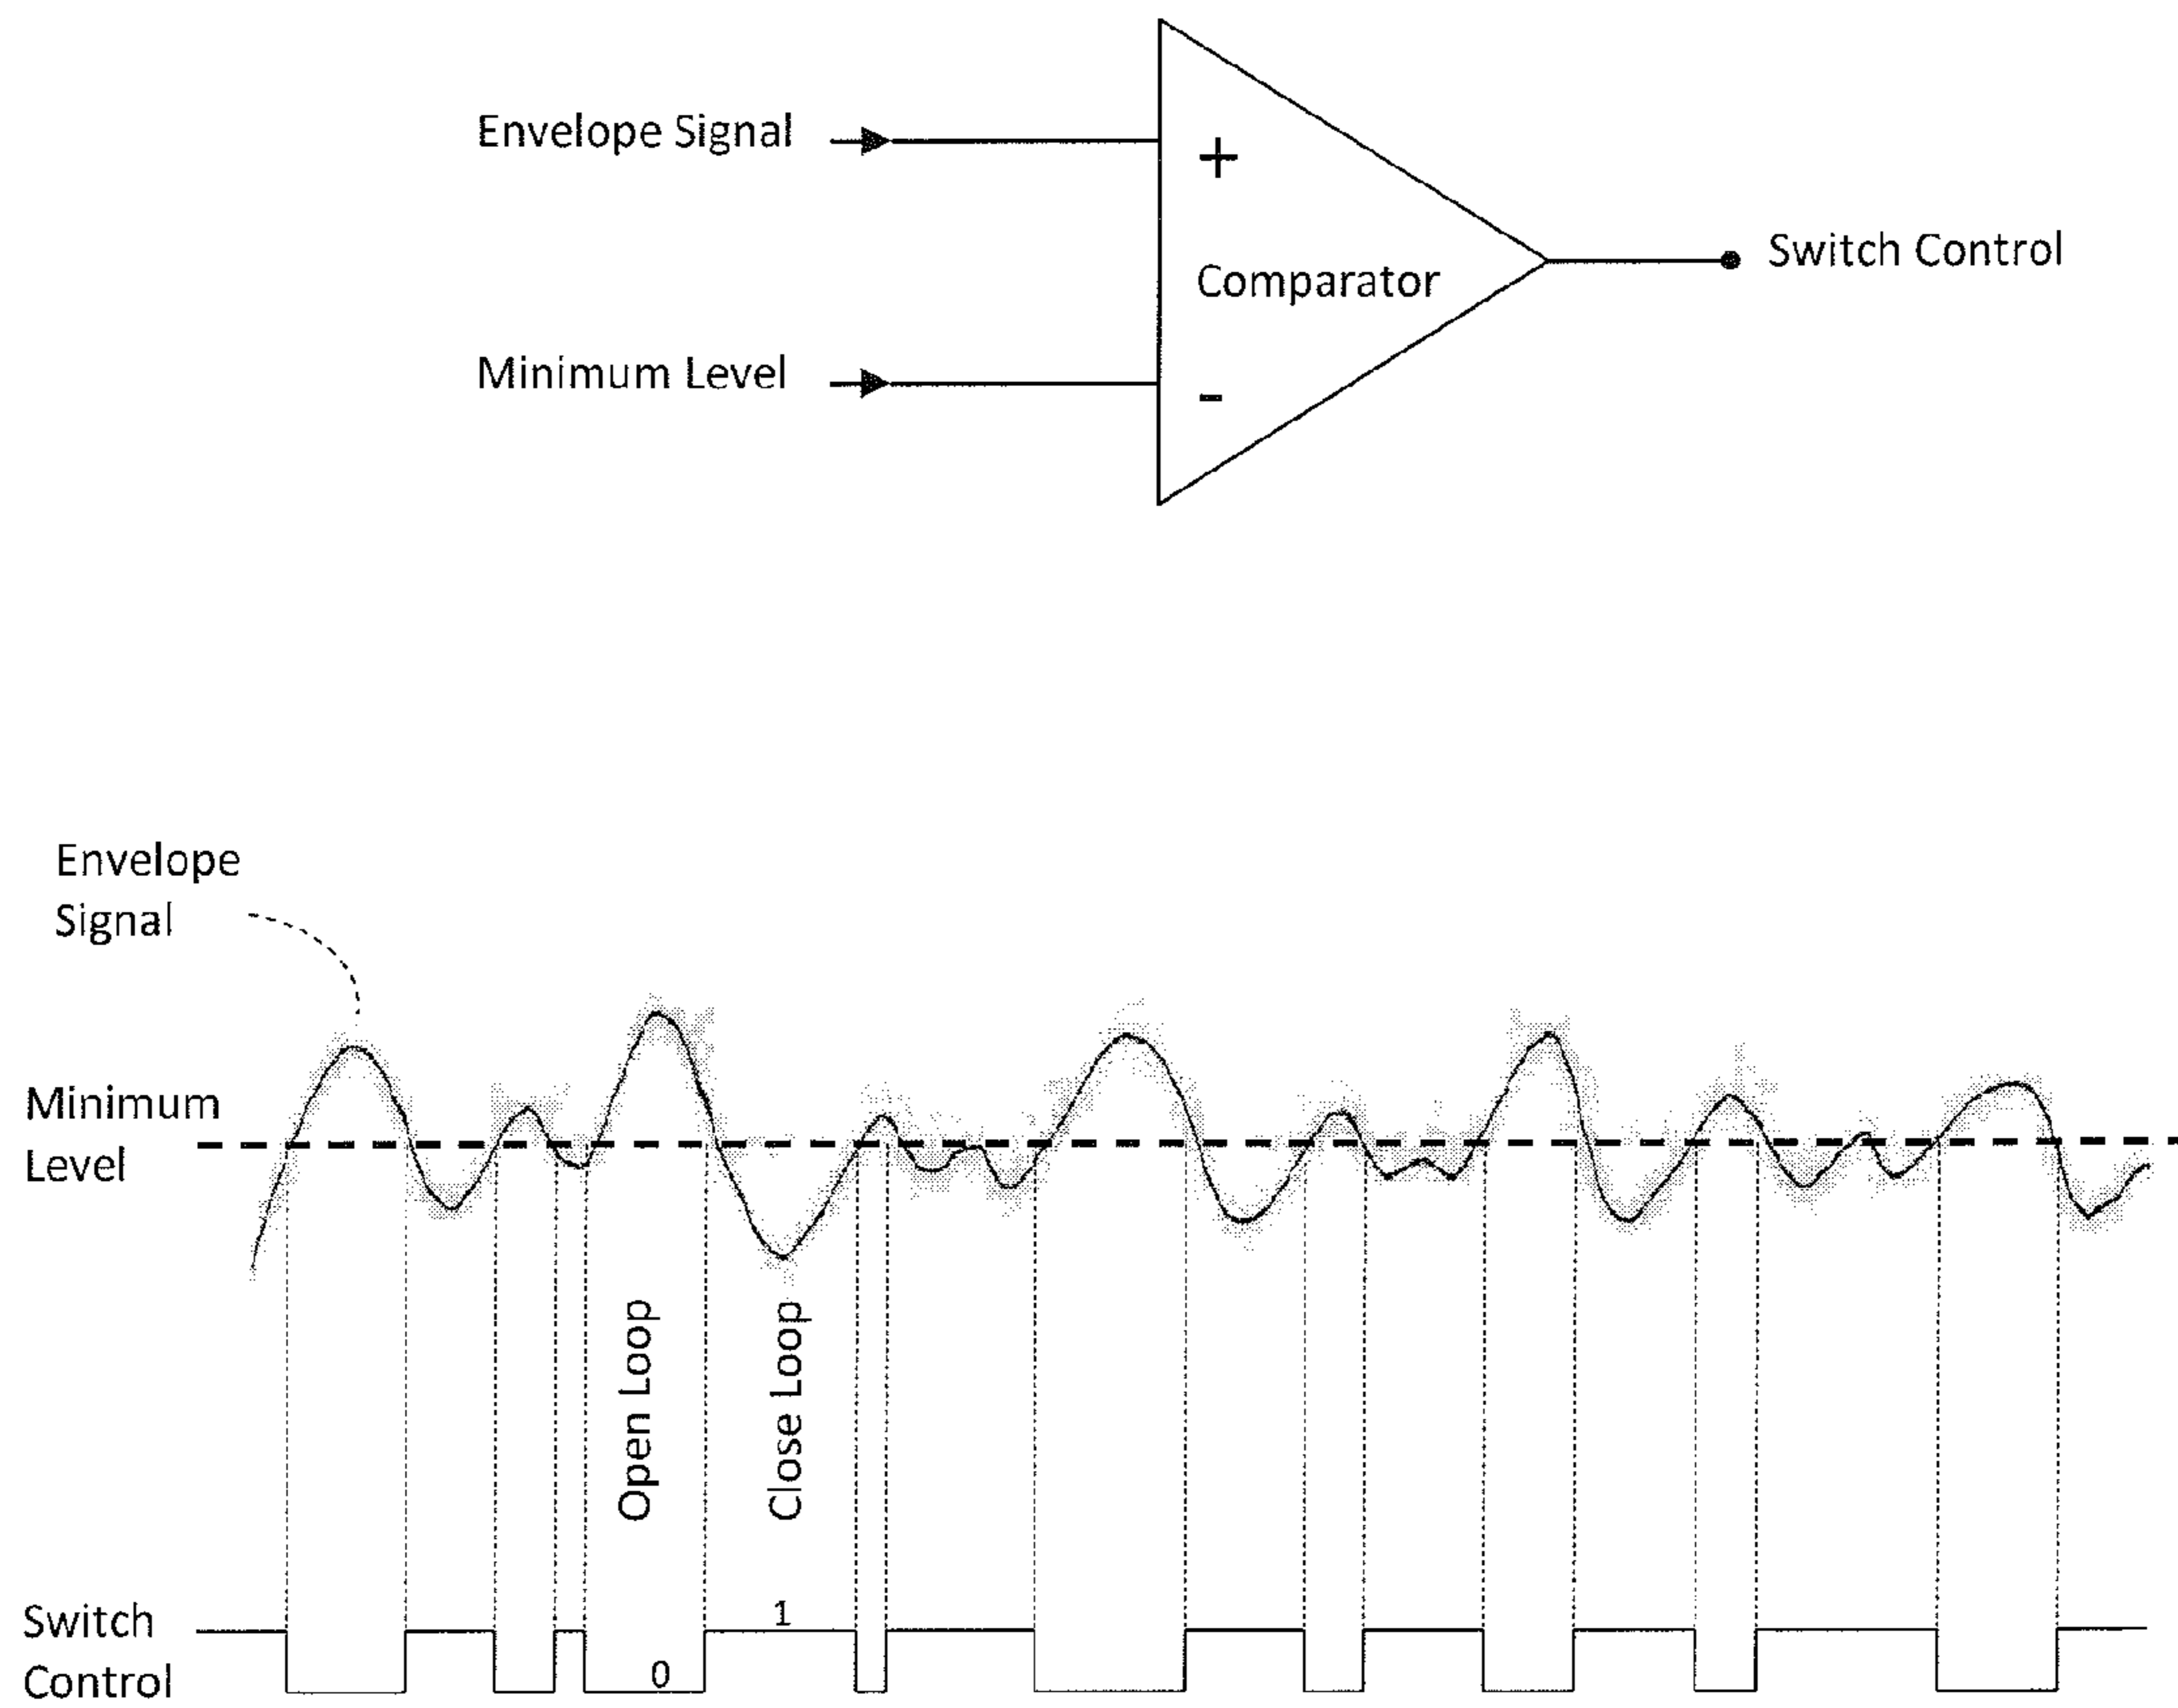 Envelope Signal
+
Comparator
Switch Control
Minimum Level
-
Envelope
Signal
Minimum
Level
Open Loop
Close Loop
Switch
Control
1
0